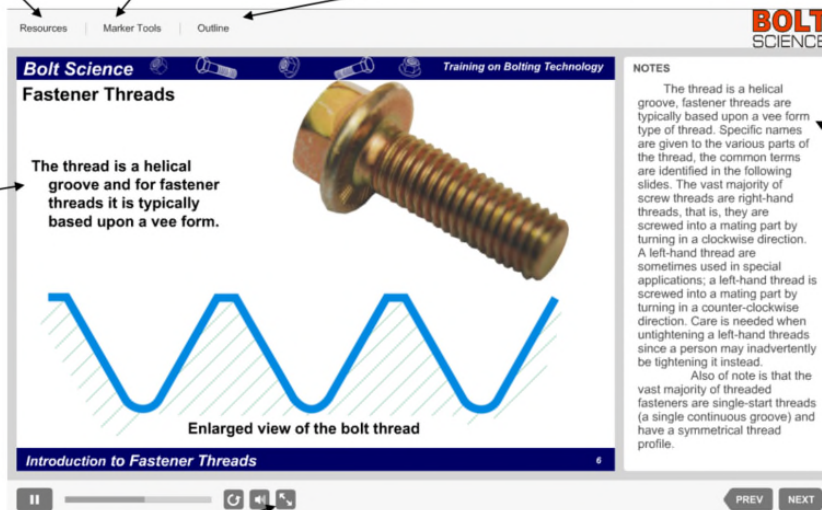 Resources
Marker Tools
Outline
BOLT
SCIENCE
Bolt Science
Training on Bolting Technology
Fastener Threads
The thread is a helical
groove and for fastener
threads it is typically
based upon a vee form.
Enlarged view of the bolt thread
Introduction to Fastener Threads
6
NOTES
The thread is a helical
groove, fastener threads are
typically based upon a vee form
type of thread. Specific names
are given to the various parts of
the thread, the common terms
are identified in the following
slides. The vast majority of
screw threads are right-hand
threads, that is, they are
screwed into a mating part by
turning in a clockwise direction.
A left-hand thread are
sometimes used in special
applications; a left-hand thread is
screwed into a mating part by
turning in a counter-clockwise
direction. Care is needed when
untightening a left-hand threads
since a person may inadvertently
be tightening it instead.
Also of note is that the
vast majority of threaded
fasteners are single-start threads
(a single continuous groove) and
have a symmetrical thread
profile.
PREV
NEXT